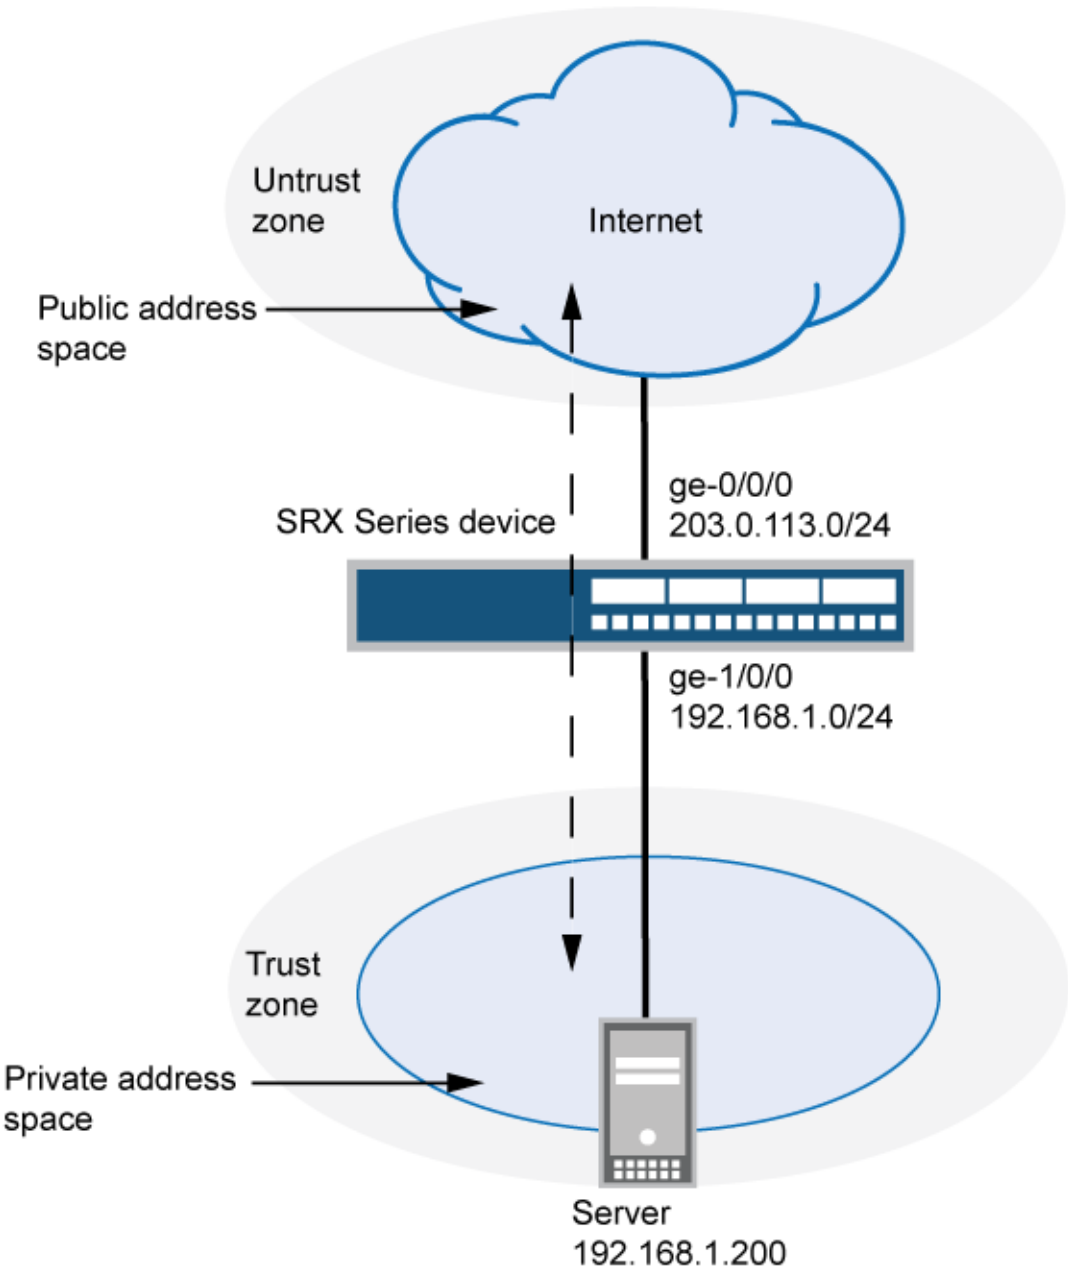 Untrust
zone
Internet
Public address
space
ge-0/0/0
203.0.113.0/24
SRX Series device
ge-1/0/0
192.168.1.0/24
Trust
zone
Private address
space
Server
192.168.1.200